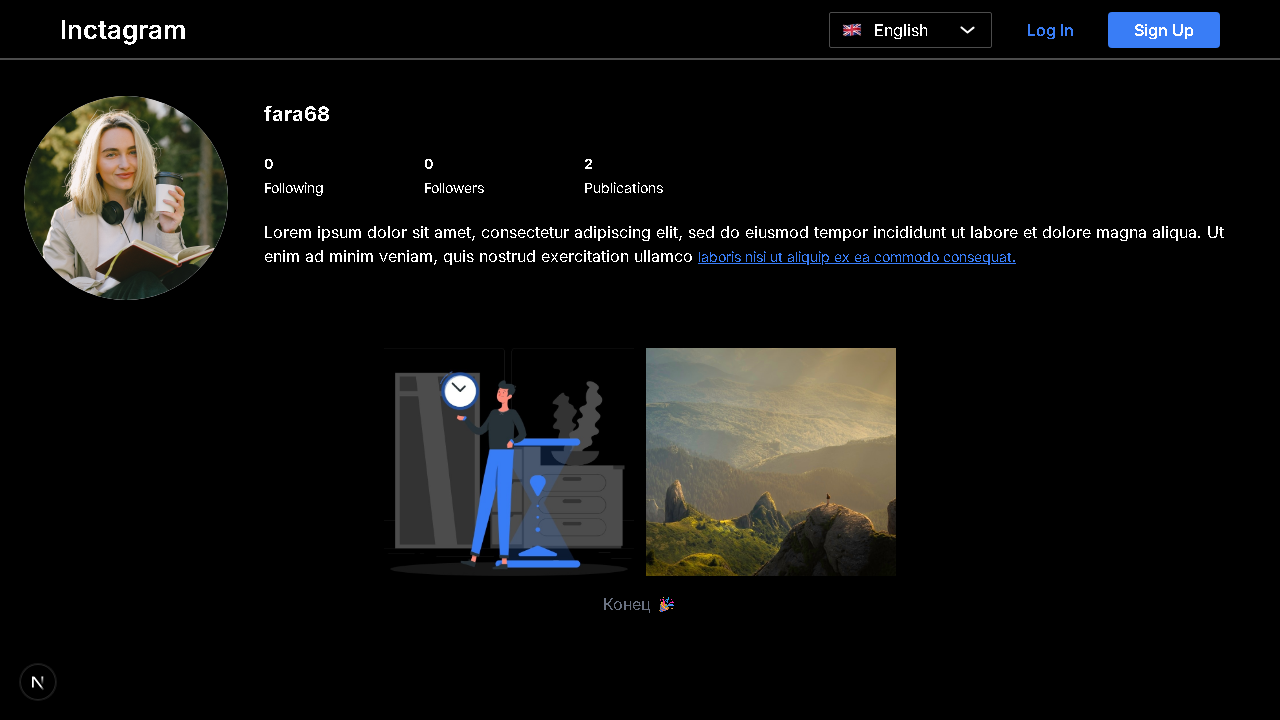 Inctagram
English
Log In
Sign Up
fara68
0
0
2
Following
Followers
Publications
Lorem ipsum dolor sit amet, consectetur adipiscing elit, sed do eiusmod tempor incididunt ut labore et dolore magna aliqua. Ut
enim ad minim veniam, quis nostrud exercitation ullamco laboris nisi ut aliquip ex ea commodo consequat.
Конец 🎉
N